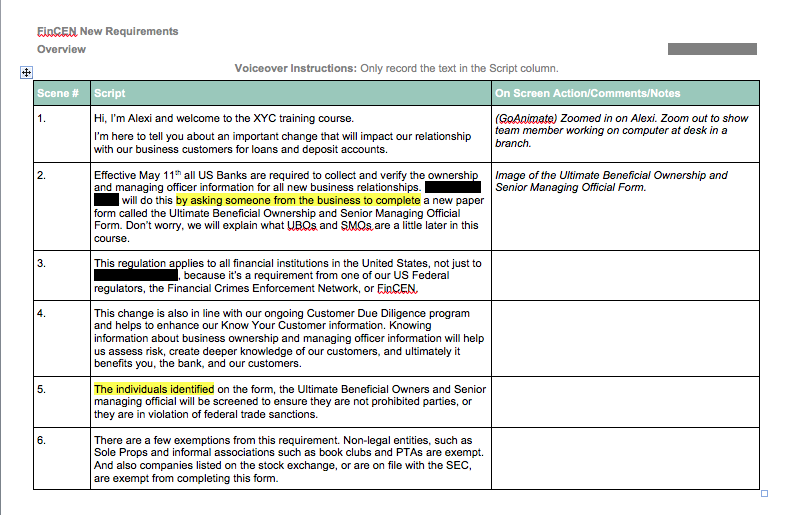 FinCEN New Requirements
Overview
Voiceover Instructions: Only record the text in the Script column.
Scene # Script On Screen Action/Comments/Notes
1.
Hi, I'm Alexi and welcome to the XYC training course.
I'm here to tell you about an important change that will impact our relationship
with our business customers for loans and deposit accounts.
(GoAnimate) Zoomed in on Alexi. Zoom out to show
team member working on computer at desk in a
branch.
2.
Effective May 11th all US Banks are required to collect and verify the ownership
and managing officer information for all new business relationships.
will do this by asking someone from the business to complete a new paper
form called the Ultimate Beneficial Ownership and Senior Managing Official
Form. Don't worry, we will explain what UBOs and SMOs are a little later in this
course.
Image of the Ultimate Beneficial Ownership and
Senior Managing Official Form.
3.
This regulation applies to all financial institutions in the United States, not just to
, because it's a requirement from one of our US Federal
regulators, the Financial Crimes Enforcement Network, or FinCEN.
4.
This change is also in line with our ongoing Customer Due Diligence program
and helps to enhance our Know Your Customer information. Knowing
information about business ownership and managing officer information will help
us assess risk, create deeper knowledge of our customers, and ultimately it
benefits you, the bank, and our customers.
5.
The individuals identified on the form, the Ultimate Beneficial Owners and Senior
managing official will be screened to ensure they are not prohibited parties, or
they are in violation of federal trade sanctions.
6.
There are a few exemptions from this requirement. Non-legal entities, such as
Sole Props and informal associations such as book clubs and PTAs are exempt.
And also companies listed on the stock exchange, or are on file with the SEC,
are exempt from completing this form.